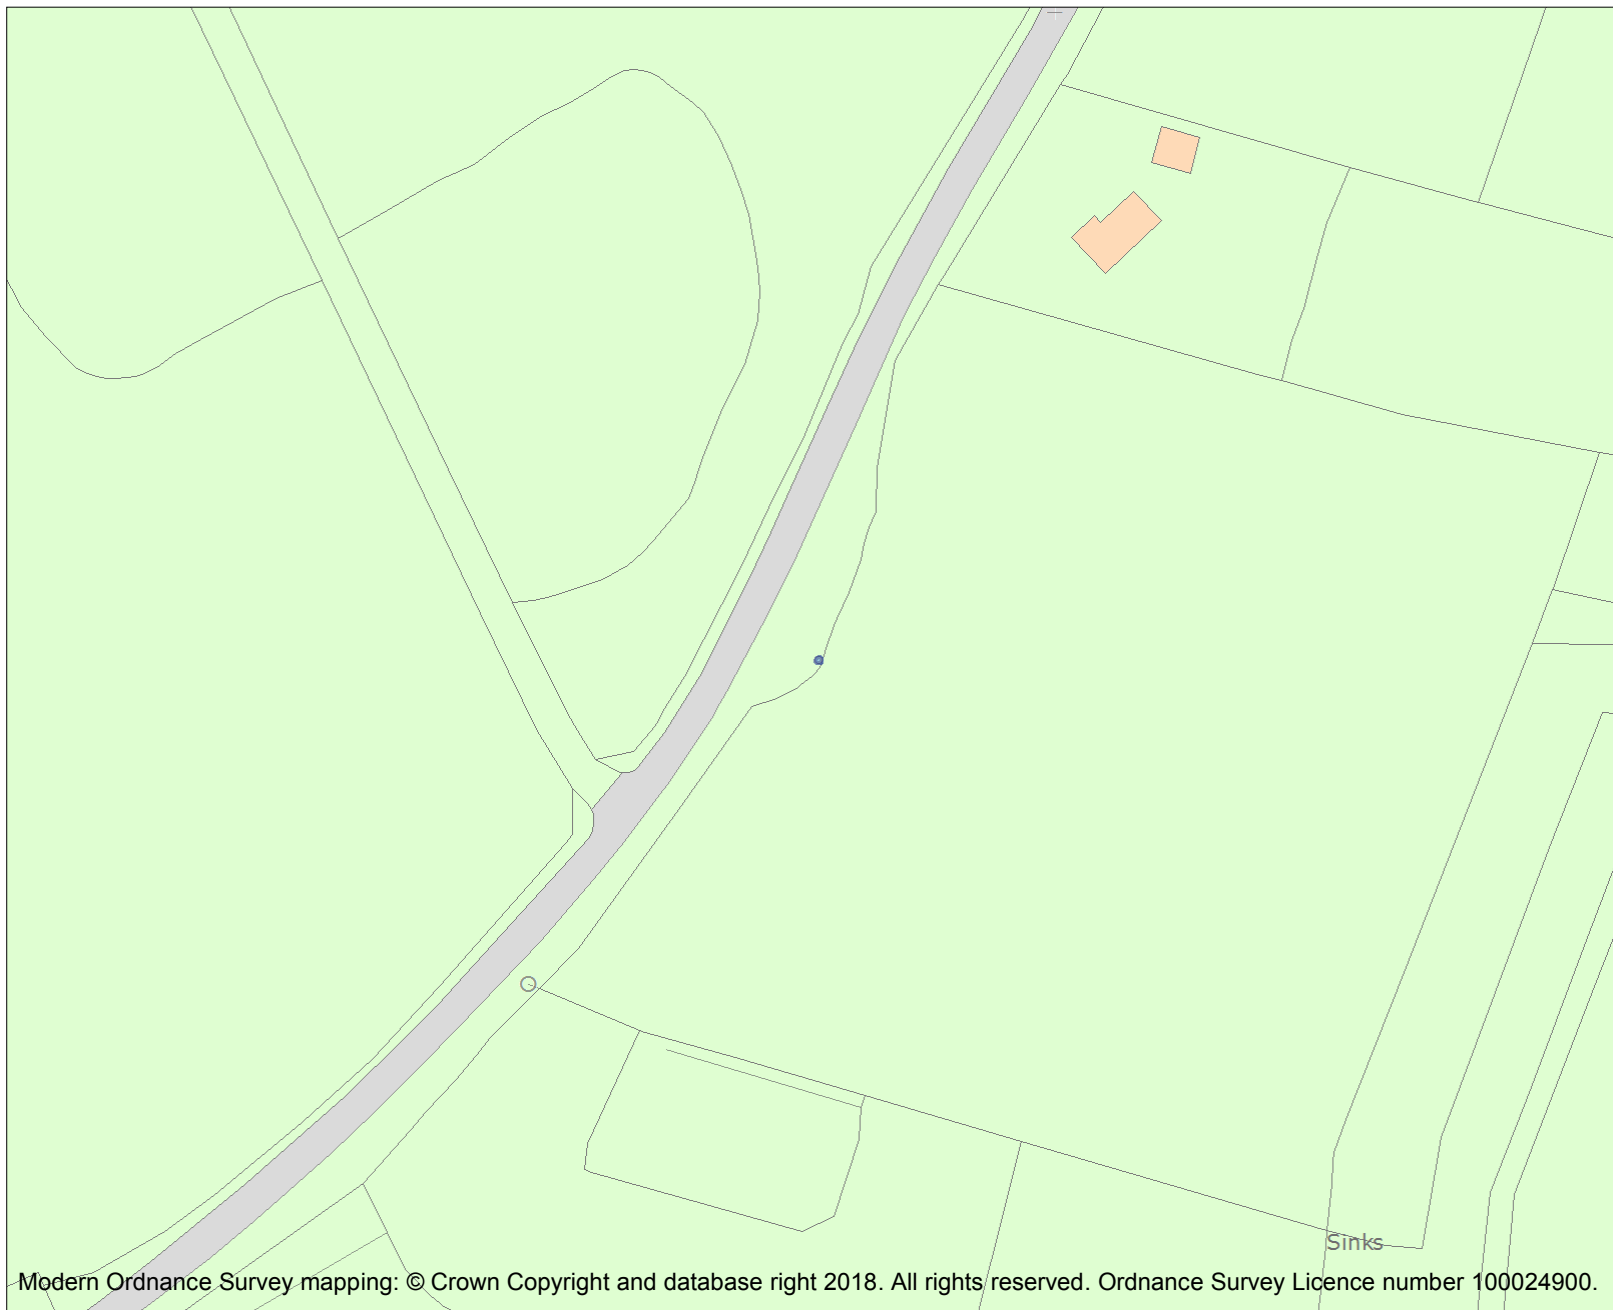 Sinks
Modern Ordnance Survey mapping: © Crown Copyright and database right 2018. All rights reserved. Ordnance Survey Licence number 100024900.